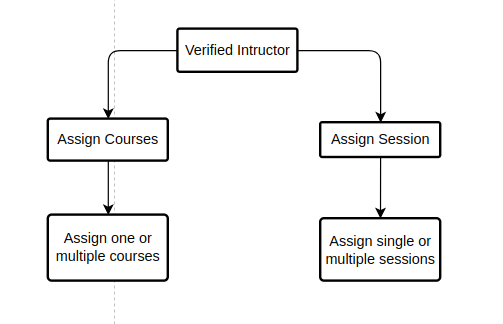 Verified Intructor
Assign Courses
Assign Session
Assign one or
multiple courses
Assign single or
multiple sessions